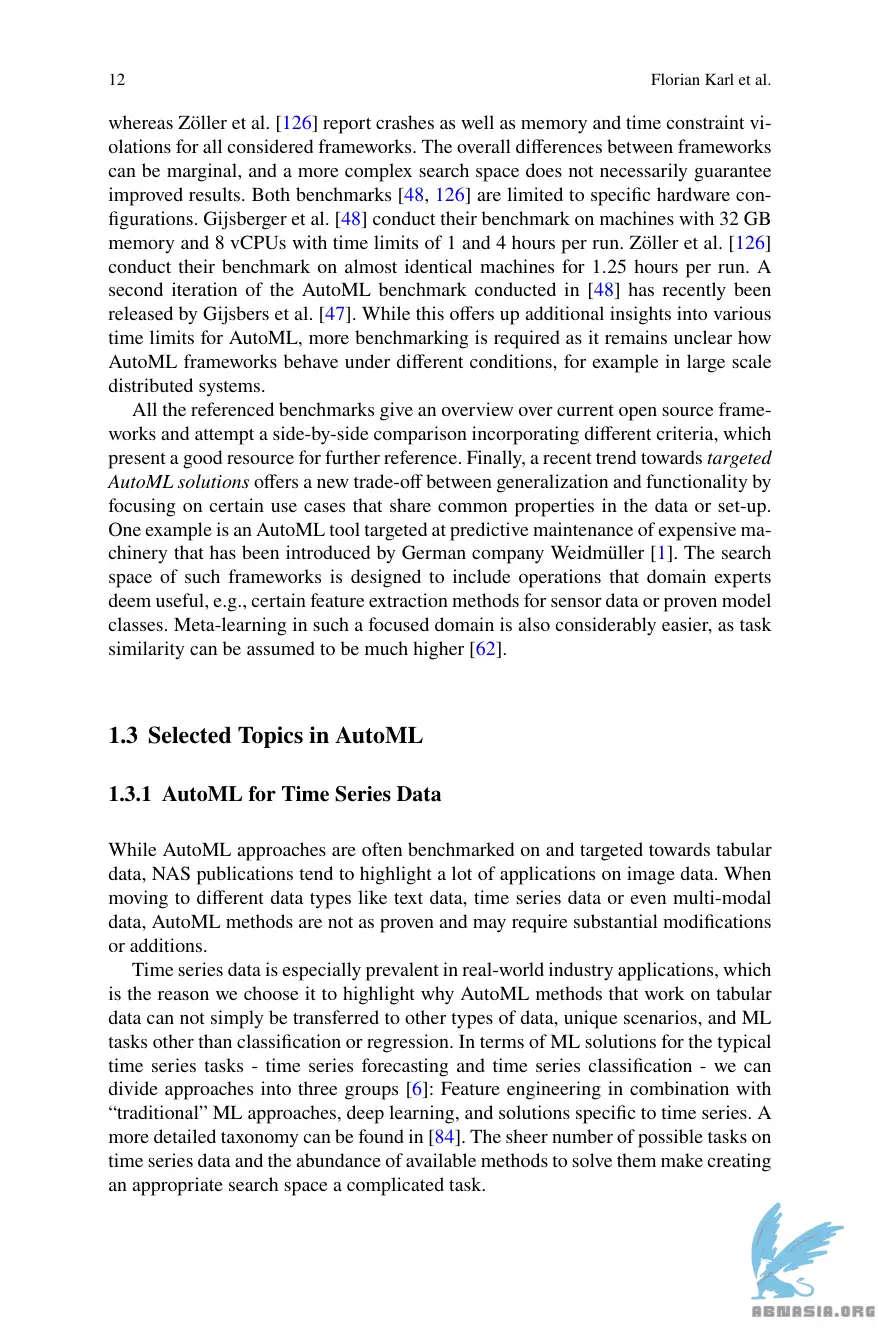 12
Florian Karl et al.
whereas Zöller et al. [126] report crashes as well as memory and time constraint vi-
olations for all considered frameworks. The overall differences between frameworks
can be marginal, and a more complex search space does not necessarily guarantee
improved results. Both benchmarks [48, 126] are limited to specific hardware con-
figurations. Gijsberger et al. [48] conduct their benchmark on machines with 32 GB
memory and 8 vCPUs with time limits of 1 and 4 hours per run. Zöller et al. [126]
conduct their benchmark on almost identical machines for 1.25 hours per run. A
second iteration of the AutoML benchmark conducted in [48] has recently been
released by Gijsbers et al. [47]. While this offers up additional insights into various
time limits for AutoML, more benchmarking is required as it remains unclear how
AutoML frameworks behave under different conditions, for example in large scale
distributed systems.
All the referenced benchmarks give an overview over current open source frame-
works and attempt a side-by-side comparison incorporating different criteria, which
present a good resource for further reference. Finally, a recent trend towards targeted
AutoML solutions offers a new trade-off between generalization and functionality by
focusing on certain use cases that share common properties in the data or set-up.
One example is an AutoML tool targeted at predictive maintenance of expensive ma-
chinery that has been introduced by German company Weidmüller [1]. The search
space of such frameworks is designed to include operations that domain experts
deem useful, e.g., certain feature extraction methods for sensor data or proven model
classes. Meta-learning in such a focused domain is also considerably easier, as task
similarity can be assumed to be much higher [62].
1.3 Selected Topics in AutoML
1.3.1 AutoML for Time Series Data
While AutoML approaches are often benchmarked on and targeted towards tabular
data, NAS publications tend to highlight a lot of applications on image data. When
moving to different data types like text data, time series data or even multi-modal
data, AutoML methods are not as proven and may require substantial modifications
or additions.
Time series data is especially prevalent in real-world industry applications, which
is the reason we choose it to highlight why AutoML methods that work on tabular
data can not simply be transferred to other types of data, unique scenarios, and ML
tasks other than classification or regression. In terms of ML solutions for the typical
time series tasks - time series forecasting and time series classification - we can
divide approaches into three groups [6]: Feature engineering in combination with
“traditional” ML approaches, deep learning, and solutions specific to time series. A
more detailed taxonomy can be found in [84]. The sheer number of possible tasks on
time series data and the abundance of available methods to solve them make creating
an appropriate search space a complicated task.
ABNASIA.ORG